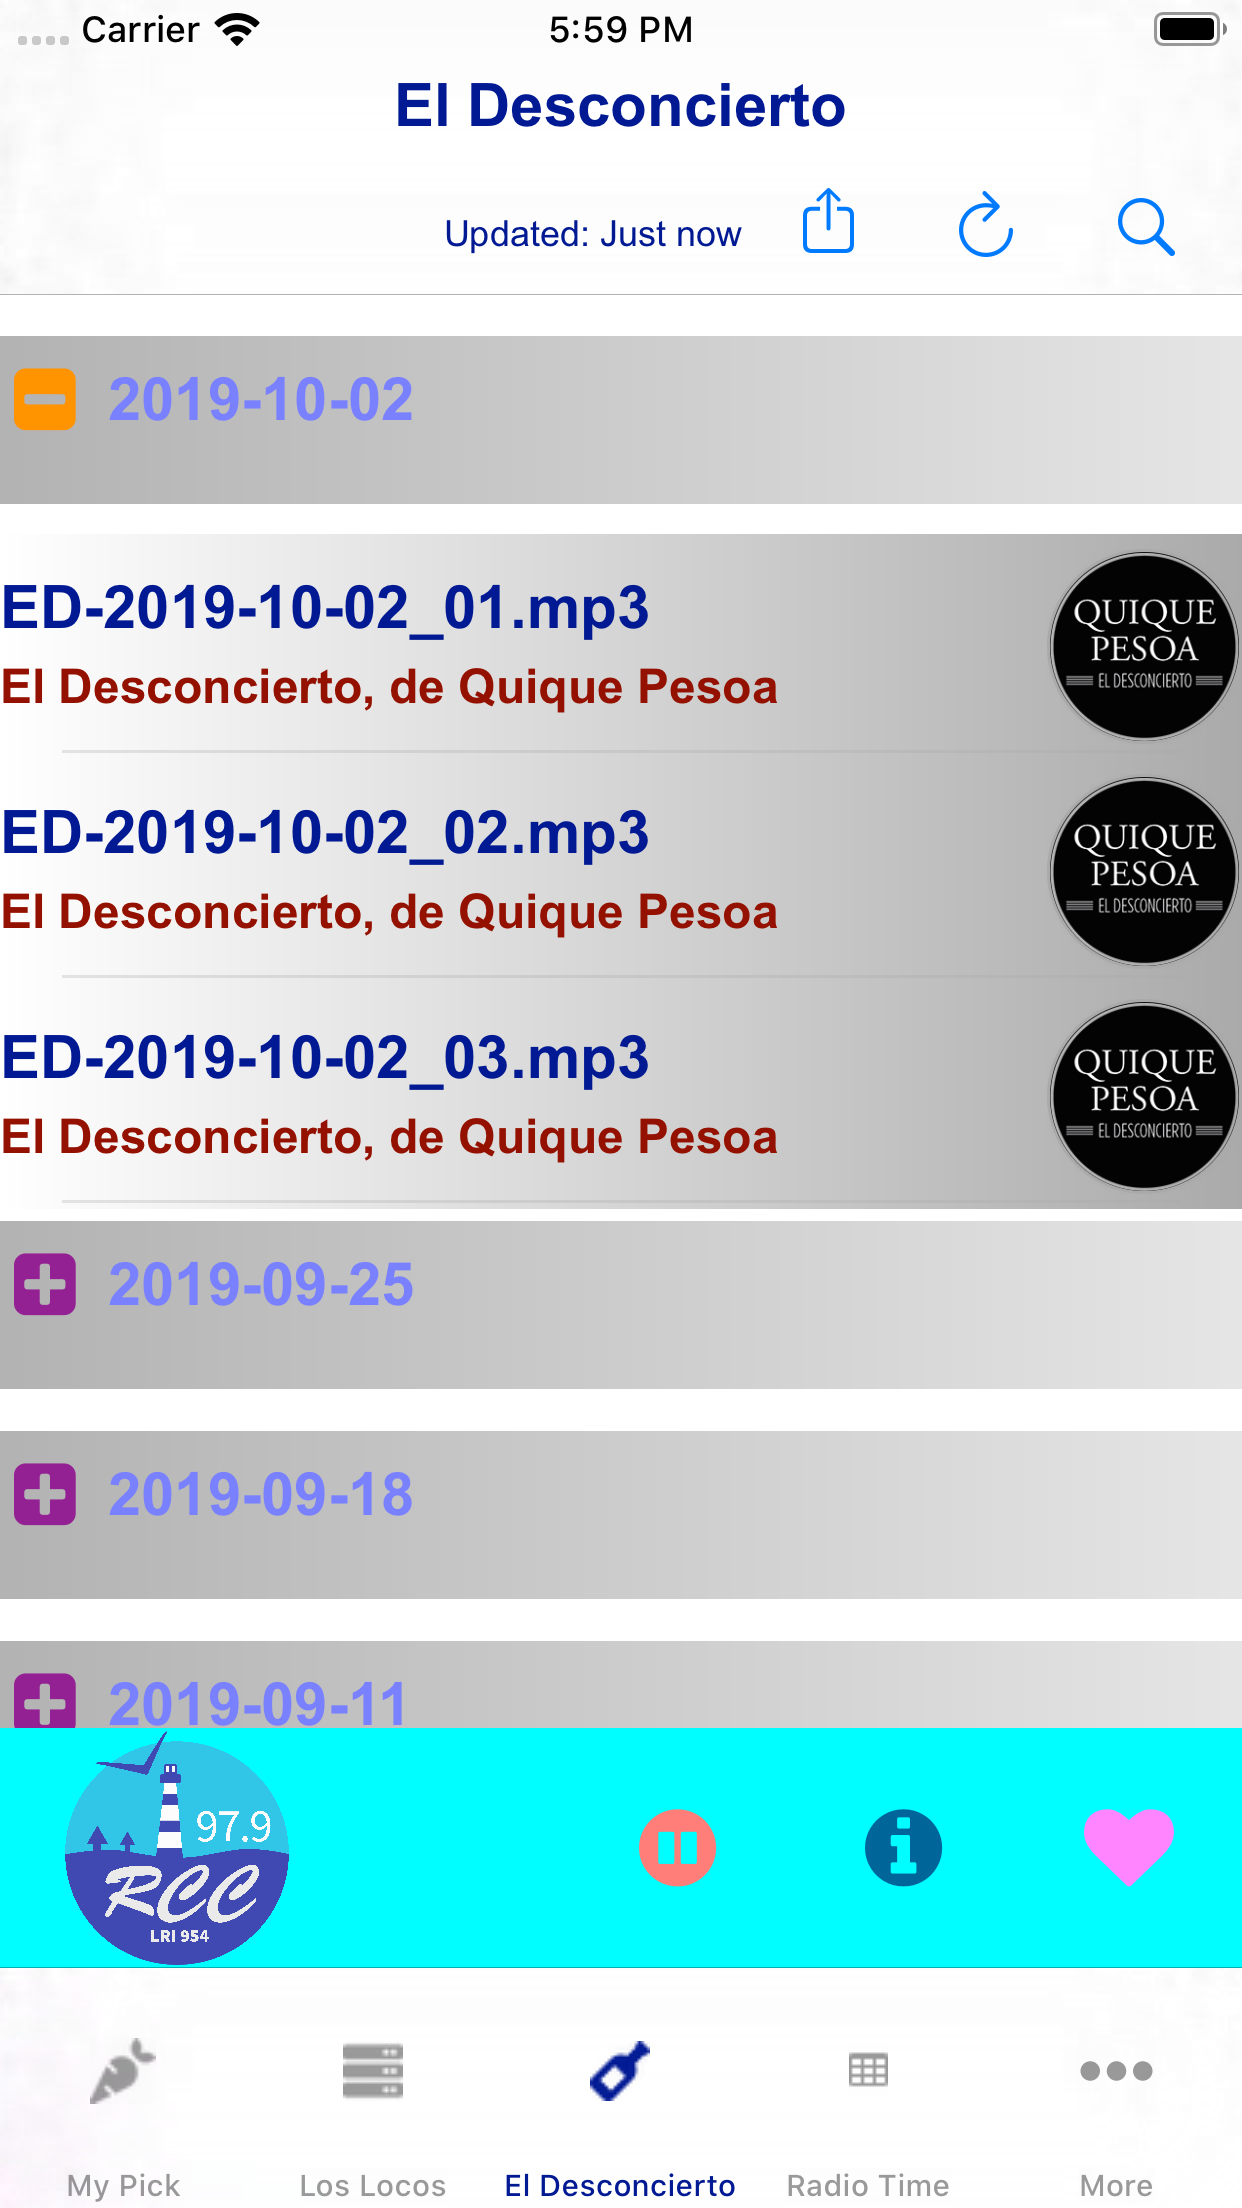 Carrier
5:59 PM
El Desconcierto
Updated: Just now
2019-10-02
ED-2019-10-02_01.mp3
El Desconcierto, de Quique Pesoa
QUIQUE
PESOA
EL DESCONCIERTO
ED-2019-10-02_02.mp3
El Desconcierto, de Quique Pesoa
QUIQUE
PESOA
EL DESCONCIERTO
ED-2019-10-02_03.mp3
El Desconcierto, de Quique Pesoa
QUIQUE
PESOA
EL DESCONCIERTO
2019-09-25
2019-09-18
2019-09-11
97.9
RCC
LRI 954
My Pick
Los Locos
El Desconcierto
Radio Time
More